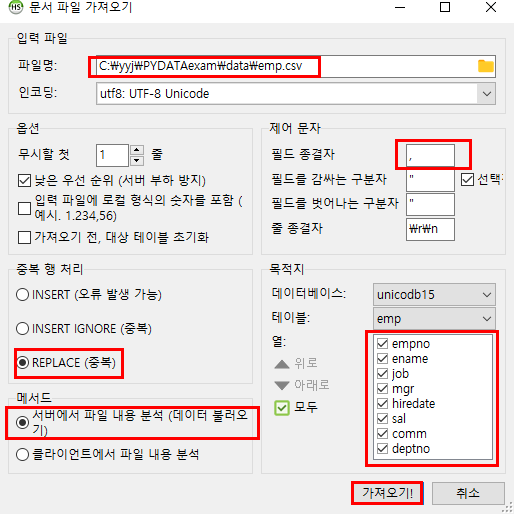 HS 문서 파일 가져오기
입력 파일
파일명: C:₩yyj₩PYDATAexam₩data₩emp.csv
인코딩: utf8: UTF-8 Unicode
옵션
무시할 첫 1 줄
낮은 우선 순위 (서버 부하 방지)
입력 파일에 로컬 형식의 숫자를 포함 (
예시. 1.234,56)
가져오기 전, 대상 테이블 초기화
제어 문자
필드 종결자 ,
필드를 감싸는 구분자 " 선택
필드를 벗어나는 구분자 "
줄 종결자 ₩r₩n
중복 행 처리
INSERT (오류 발생 가능)
INSERT IGNORE (중복)
REPLACE (중복)
메서드
서버에서 파일 내용 분석 (데이터 불러오
기)
클라이언트에서 파일 내용 분석
목적지
데이터베이스: unicodb15
테이블: emp
열:
위로
아래로
모두
empno
ename
job
mgr
hiredate
sal
comm
deptno
가져오기! 취소